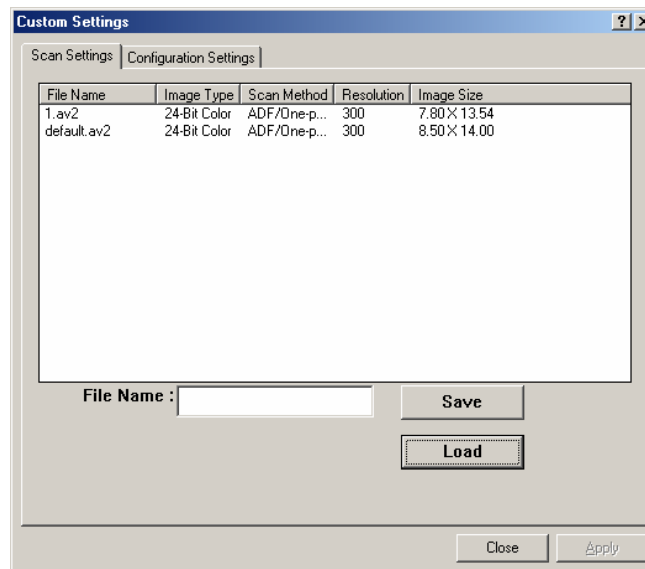 Custom Settings
Scan Settings Configuration Settings
File Name Image Type Scan Method Resolution Image Size
1.av2 24-Bit Color ADF/One-p... 300 7.80 X 13.54
default.av2 24-Bit Color ADF/One-p... 300 8.50 X 14.00
File Name : Save
Load
Close Apply